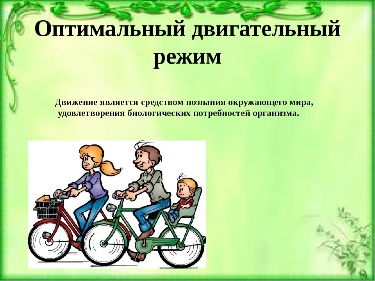 Оптимальный двигательный
режим
Движение является средством познания окружающего мира,
удовлетворения биологических потребностей организма.